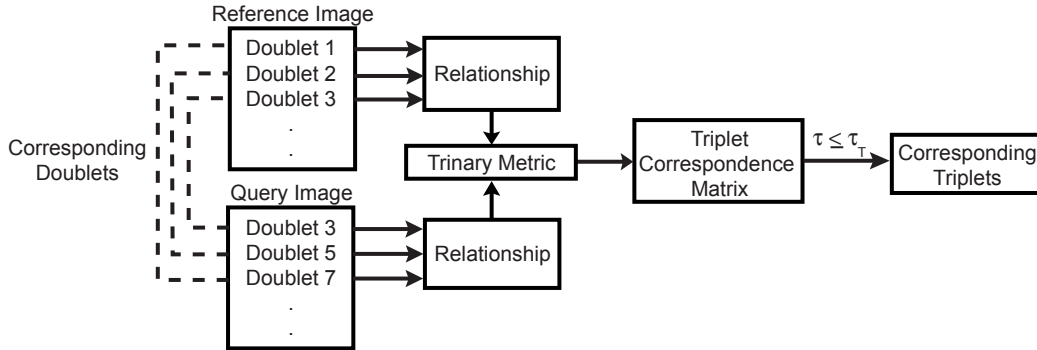 Reference Image
Doublet 1
Doublet 2
Doublet 3
.
.
Relationship
Corresponding
Doublets
Trinary Metric
Triplet
Correspondence
Matrix
τ ≤ τ_T
Corresponding
Triplets
Query Image
Doublet 3
Doublet 5
Doublet 7
.
.
Relationship